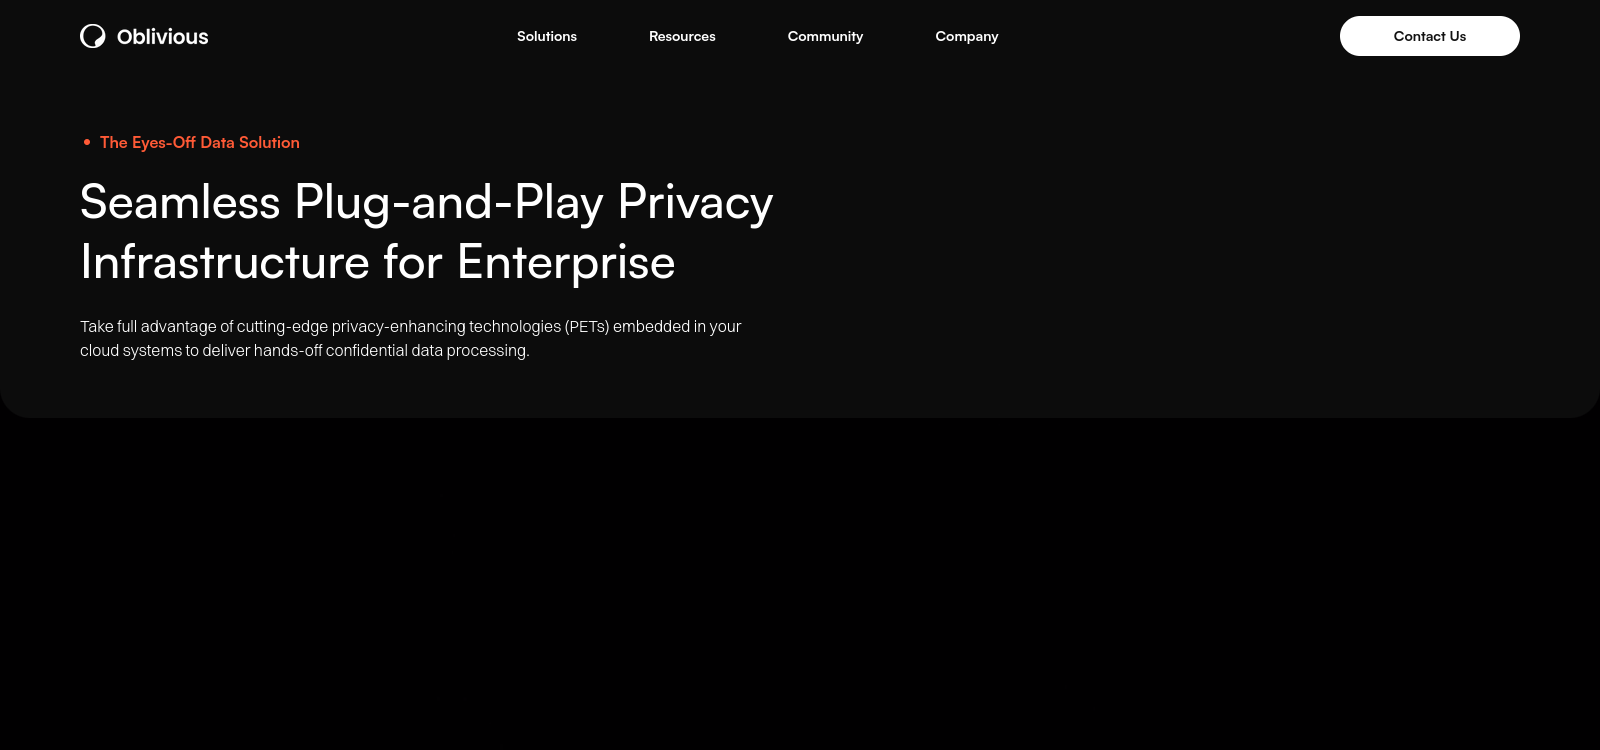 Oblivious
Solutions
Resources
Community
Company
Contact Us
The Eyes-Off Data Solution
Seamless Plug-and-Play Privacy
Infrastructure for Enterprise
Take full advantage of cutting-edge privacy-enhancing technologies (PETs) embedded in your
cloud systems to deliver hands-off confidential data processing.